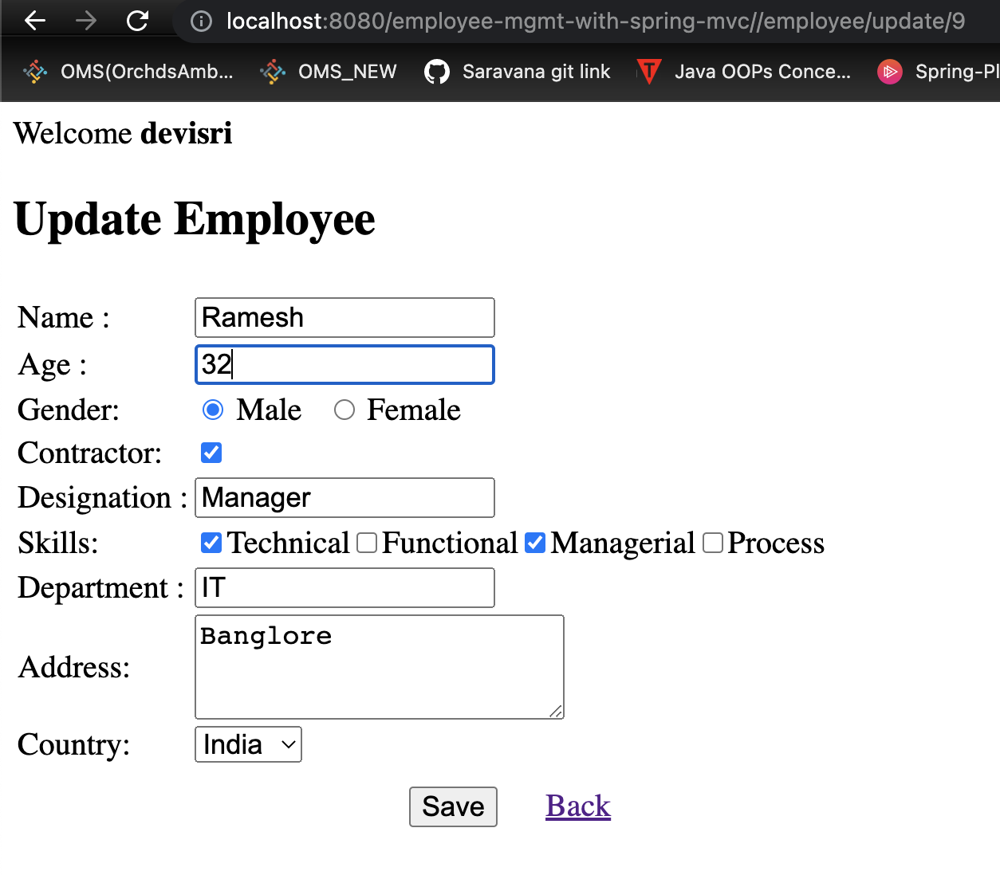 localhost:8080/employee-mgmt-with-spring-mvc//employee/update/9
OMS(OrchdsAmb... OMS_NEW Saravana git link Java OOPs Conce... Spring-Pl
Welcome devisri
Update Employee
Name : Ramesh
Age : 32
Gender: Male Female
Contractor:
Designation : Manager
Skills: Technical Functional Managerial Process
Department : IT
Address: Banglore
Country: India
Save Back